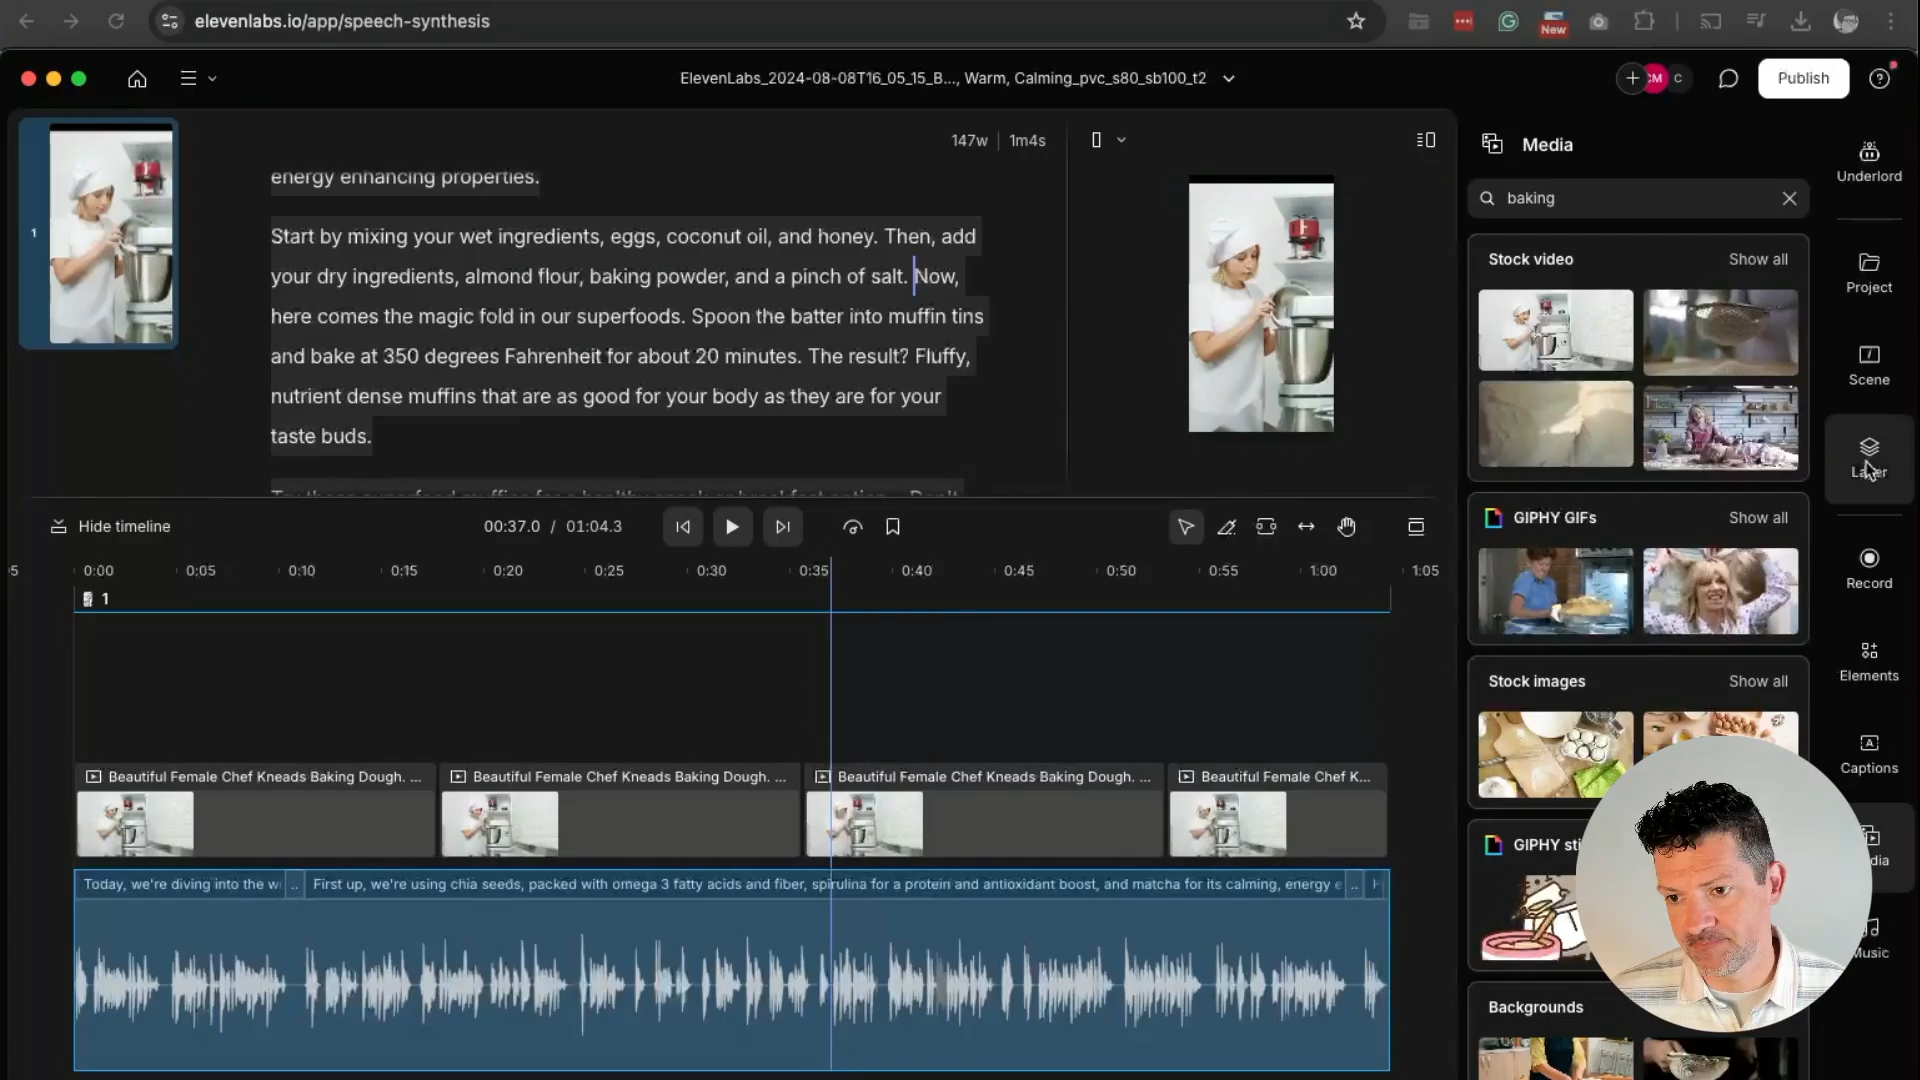 elevenlabs.io/app/speech-synthesis
New
ElevenLabs_2024-08-08T16_05_15_B..., Warm, Calming_pvc_s80_sb100_t2
CM
C
Publish
147w
1m4s
1
energy enhancing properties.
Start by mixing your wet ingredients, eggs, coconut oil, and honey. Then, add
your dry ingredients, almond flour, baking powder, and a pinch of salt. Now,
here comes the magic fold in our superfoods. Spoon the batter into muffin tins
and bake at 350 degrees Fahrenheit for about 20 minutes. The result? Fluffy,
nutrient dense muffins that are as good for your body as they are for your
taste buds.
Hide timeline
00:37.0 / 01:04.3
5 0:00 0:05 0:10 0:15 0:20 0:25 0:30 0:35 0:40 0:45 0:50 0:55 1:00 1:05
1
Beautiful Female Chef Kneads Baking Dough. ...
Beautiful Female Chef Kneads Baking Dough. ...
Beautiful Female Chef Kneads Baking Dough. ...
Beautiful Female Chef K...
Today, we're diving into the w
..
First up, we're using chia seeds, packed with omega 3 fatty acids and fiber, spirulina for a protein and antioxidant boost, and matcha for its calming, energy e
..
Media
baking
Stock video
Show all
GIPHY GIFs
Show all
Stock images
Show all
GIPHY sti
Backgrounds
Underlord
Project
Scene
Layer
Record
Elements
Captions
dia
Music